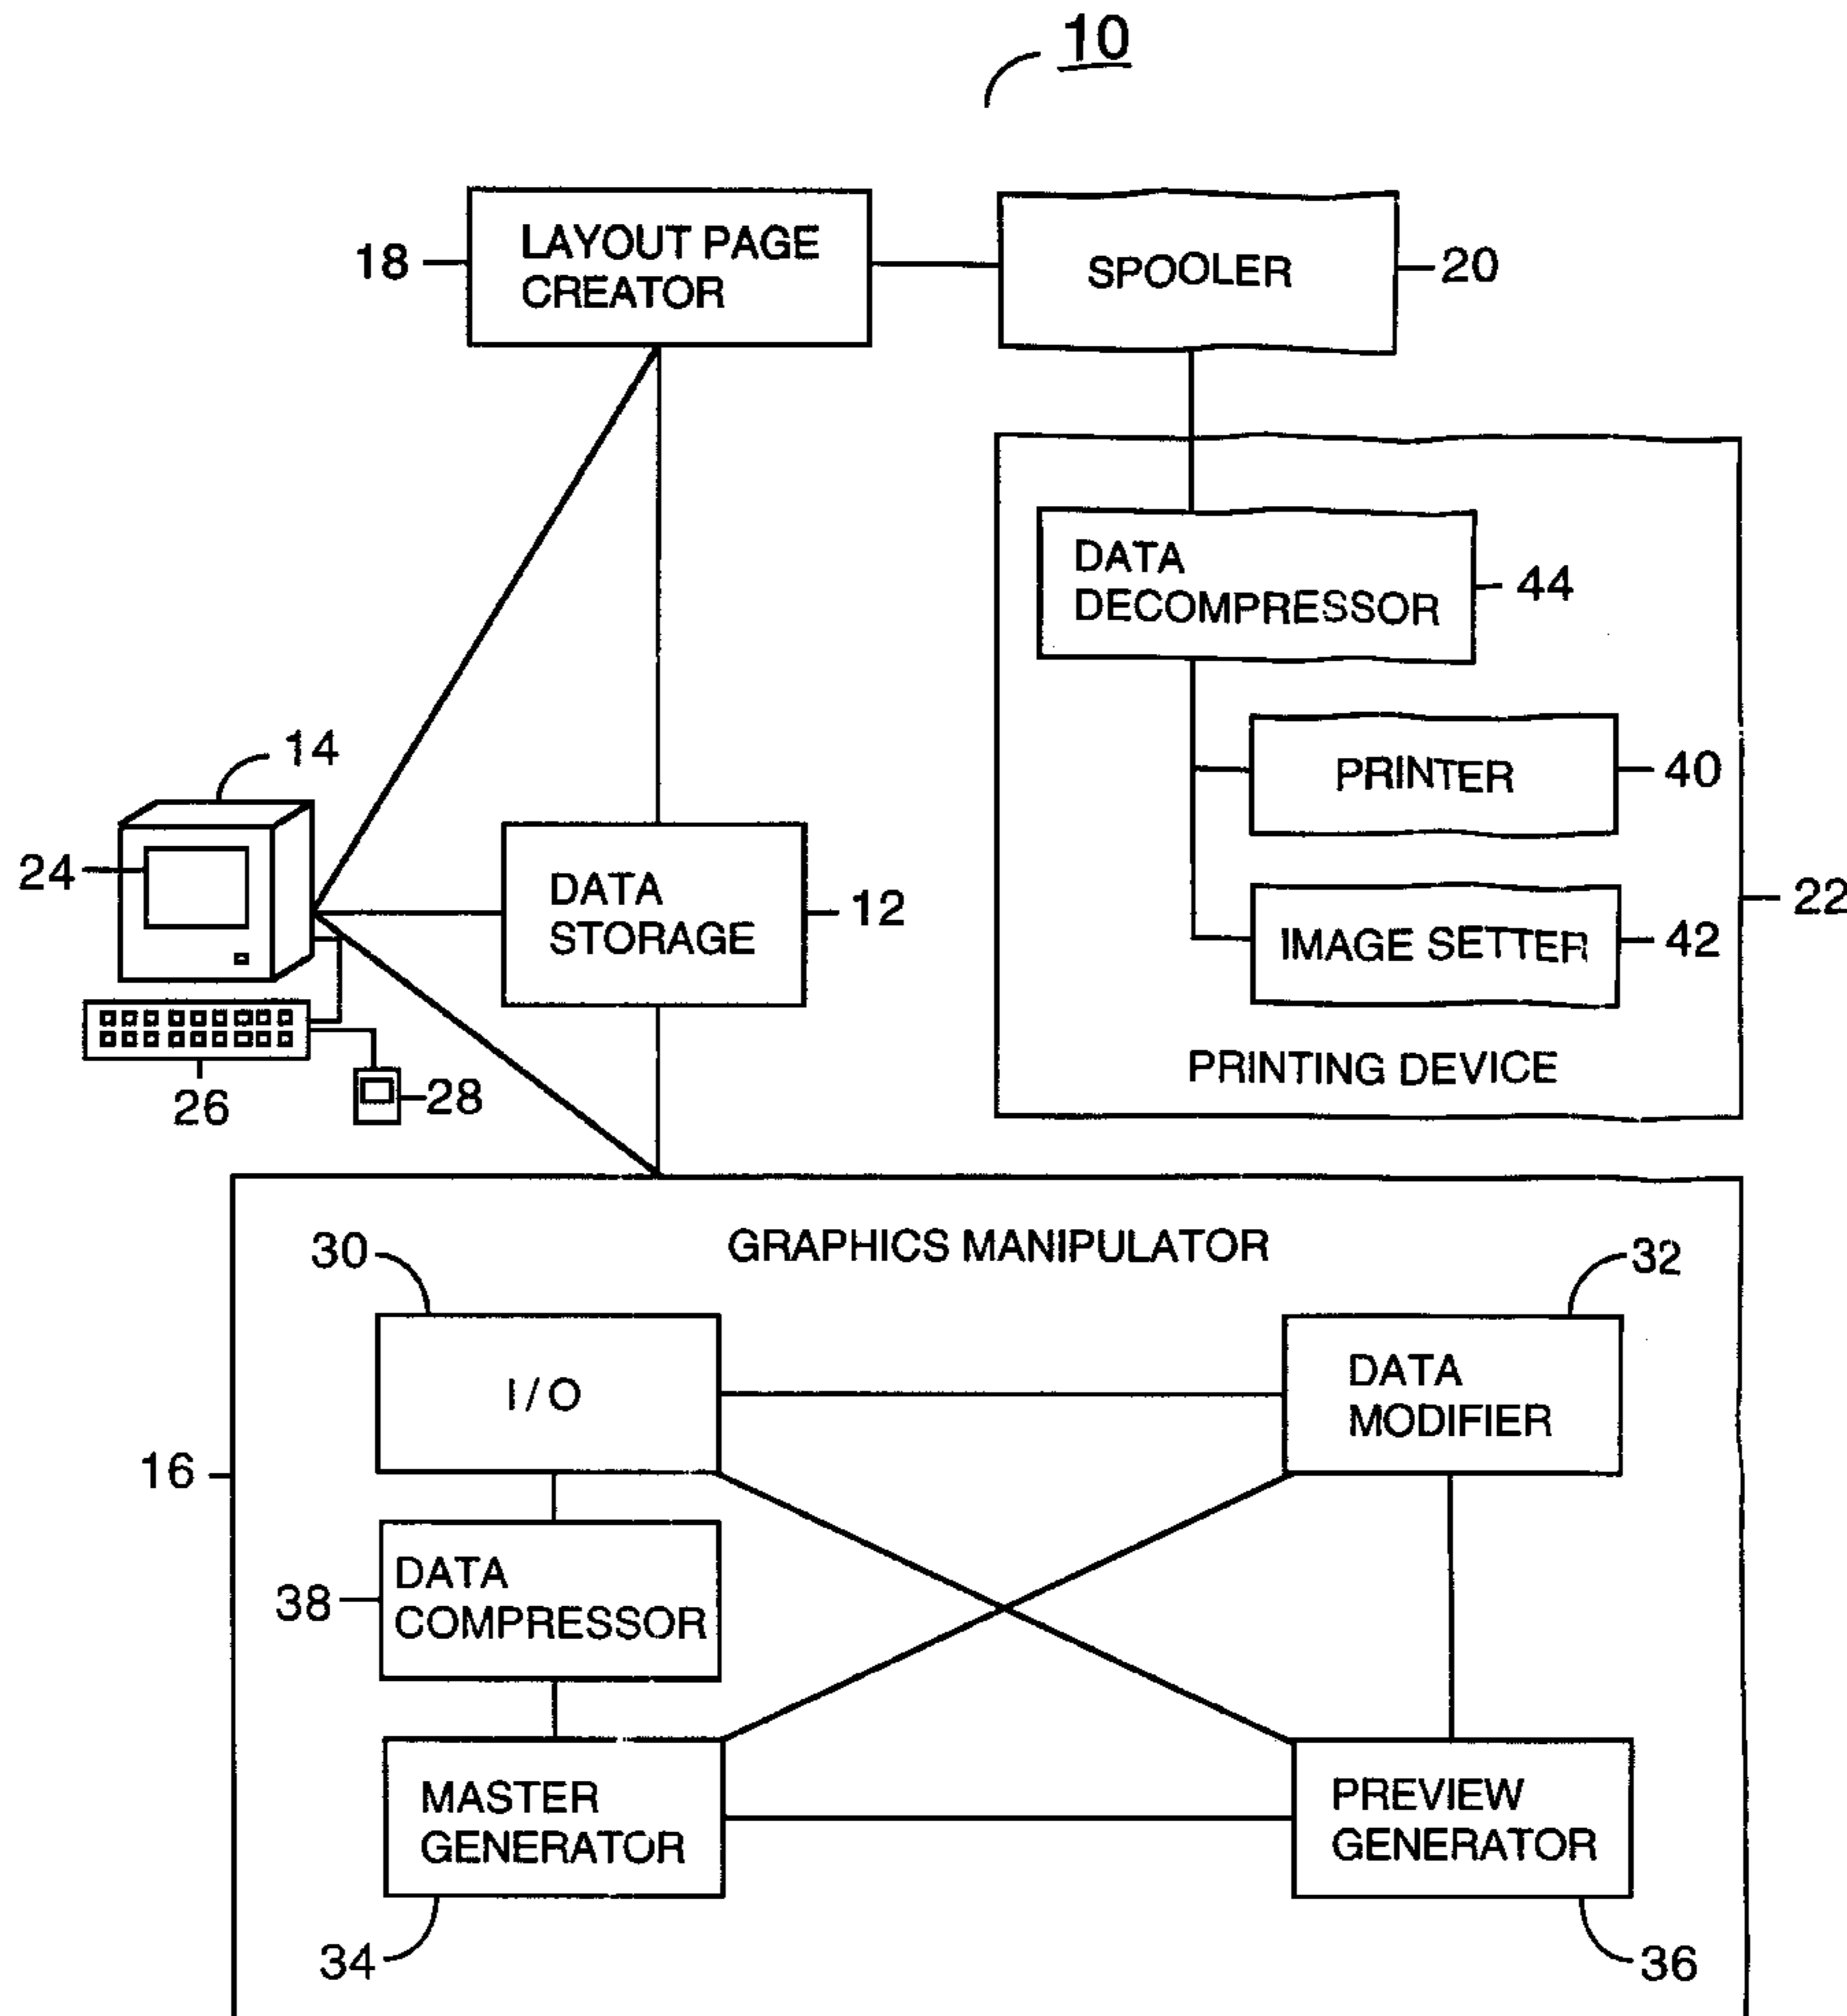 10
LAYOUT PAGE
CREATOR
18
SPOOLER
20
DATA
DECOMPRESSOR
44
PRINTER
40
IMAGE SETTER
42
PRINTING DEVICE
22
14
24
DATA
STORAGE
12
26
28
GRAPHICS MANIPULATOR
16
30
I/O
32
DATA
MODIFIER
38
DATA
COMPRESSOR
MASTER
GENERATOR
34
PREVIEW
GENERATOR
36